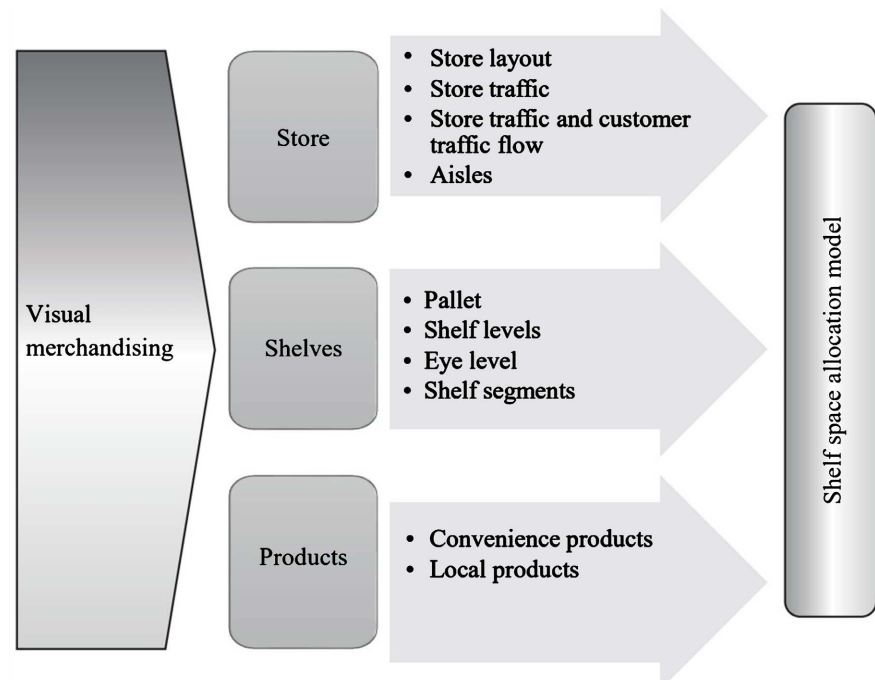 Visual
merchandising
Store
• Store layout
• Store traffic
• Store traffic and customer
traffic flow
• Aisles
Shelves
• Pallet
• Shelf levels
• Eye level
• Shelf segments
Products
• Convenience products
• Local products
Shelf space allocation model